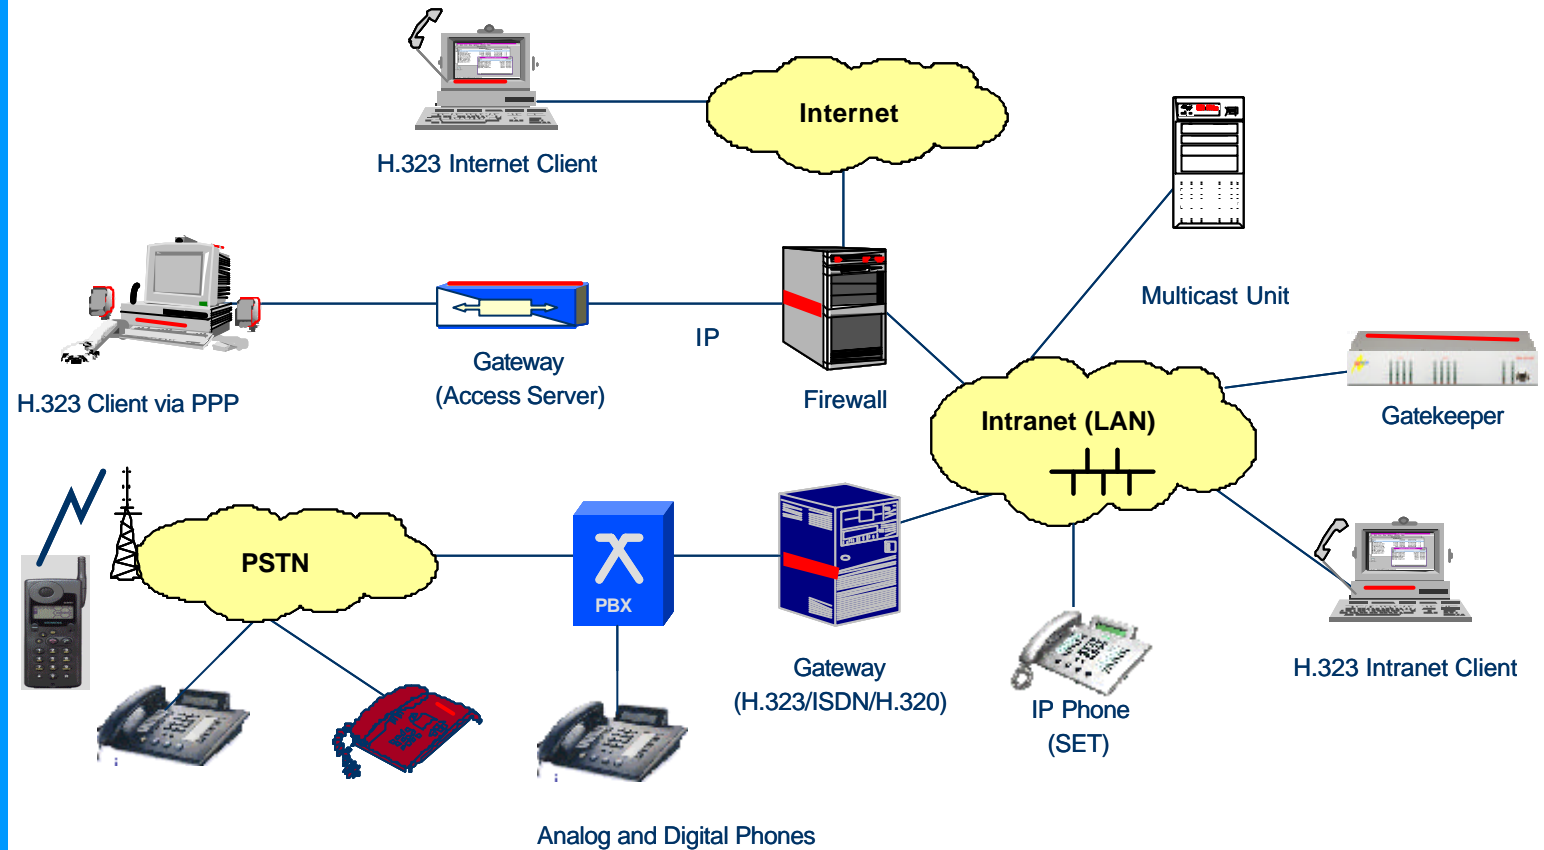 Internet
H.323 Internet Client
Multicast Unit
IP
Gateway
(Access Server)
H.323 Client via PPP
Firewall
Gatekeeper
Intranet (LAN)
PSTN
PBX
Gateway
(H.323/ISDN/H.320)
H.323 Intranet Client
IP Phone
(SET)
Analog and Digital Phones